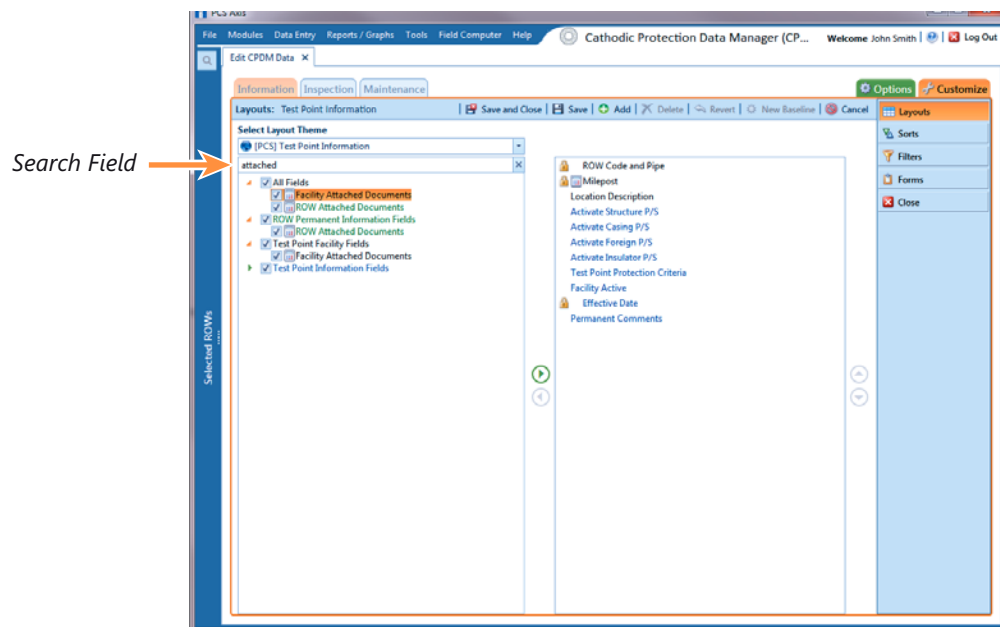 PCS Axis
File Modules Data Entry Reports / Graphs Tools Field Computer Help Cathodic Protection Data Manager (CP... Welcome John Smith | | Log Out
Edit CPDM Data ×
Information Inspection Maintenance Options Customize
Layouts: Test Point Information | Save and Close | Save | Add | Delete | Revert | New Baseline | Cancel
Layouts
Sorts
Filters
Forms
Close
Select Layout Theme
[PCS] Test Point Information
Search Field
attached ×
All Fields
Facility Attached Documents
ROW Attached Documents
ROW Permanent Information Fields
ROW Attached Documents
Test Point Facility Fields
Facility Attached Documents
Test Point Information Fields
ROW Code and Pipe
Milepost
Location Description
Activate Structure P/S
Activate Casing P/S
Activate Foreign P/S
Activate Insulator P/S
Test Point Protection Criteria
Facility Active
Effective Date
Permanent Comments
Selected ROWs